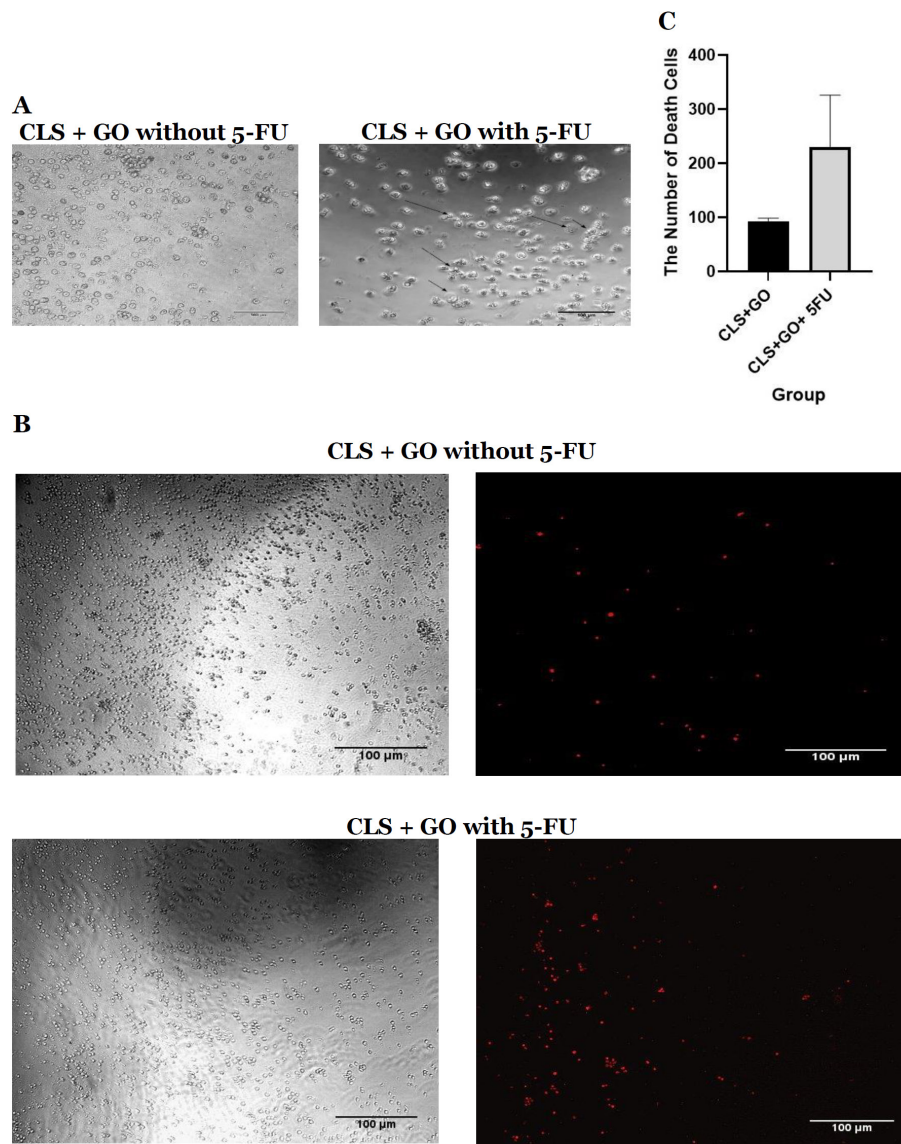 A
CLS + GO without 5-FU
CLS + GO with 5-FU
C
The Number of Death Cells
400
300
200
100
0
CLS+GO
CLS+GO+ 5FU
Group
B
CLS + GO without 5-FU
100 µm
100 µm
CLS + GO with 5-FU
100 µm
100 µm